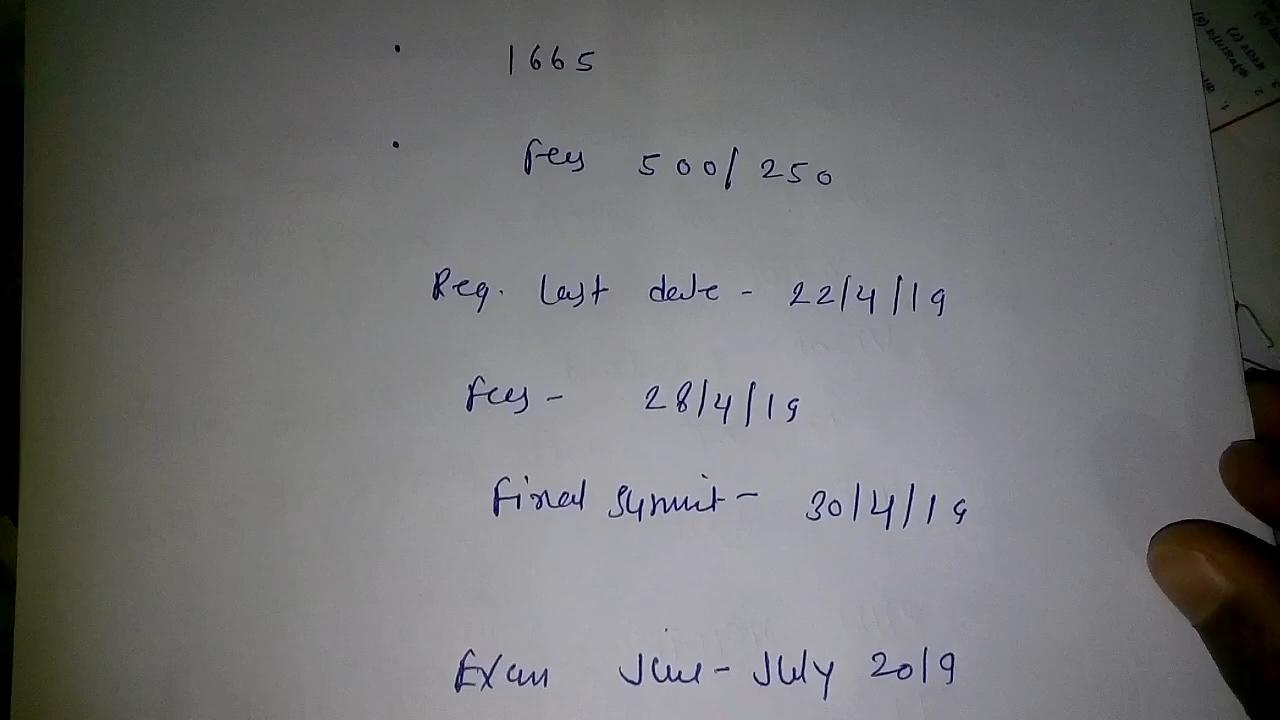 1665
Fees 500/250
Reg. Last date - 22/4/19
Fees - 28/4/19
Final Sumit - 30/4/19
Exam June - July 2019